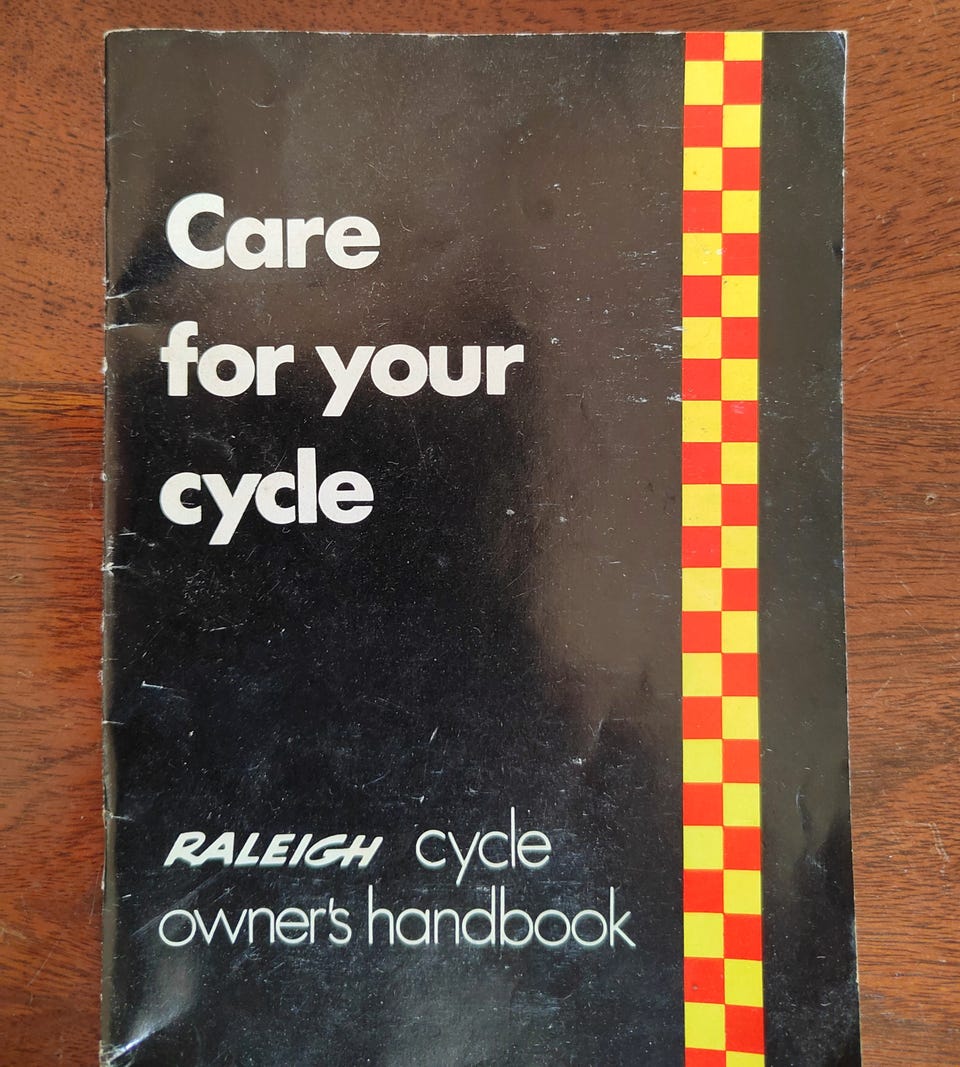 Care
for your
cycle
RALEIGH cycle
owner's handbook